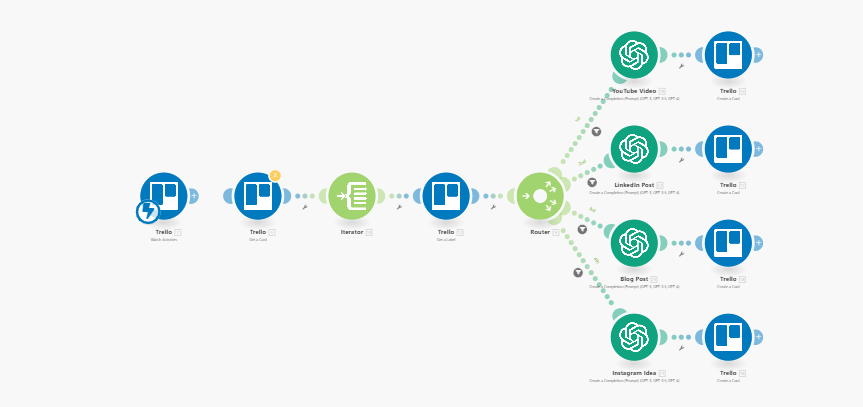 YouTube Video
Create a Completion (Prompt) (GPT-3, GPT-3.5, GPT-4)
Trello
Create a Card
LinkedIn Post
Create a Completion (Prompt) (GPT-3, GPT-3.5, GPT-4)
Trello
Create a Card
Trello
Watch Activities
2
Trello
Get a Card
Iterator
Trello
Get a Label
Router
Blog Post
Create a Completion (Prompt) (GPT-3, GPT-3.5, GPT-4)
Trello
Create a Card
Instagram Idea
Create a Completion (Prompt) (GPT-3, GPT-3.5, GPT-4)
Trello
Create a Card